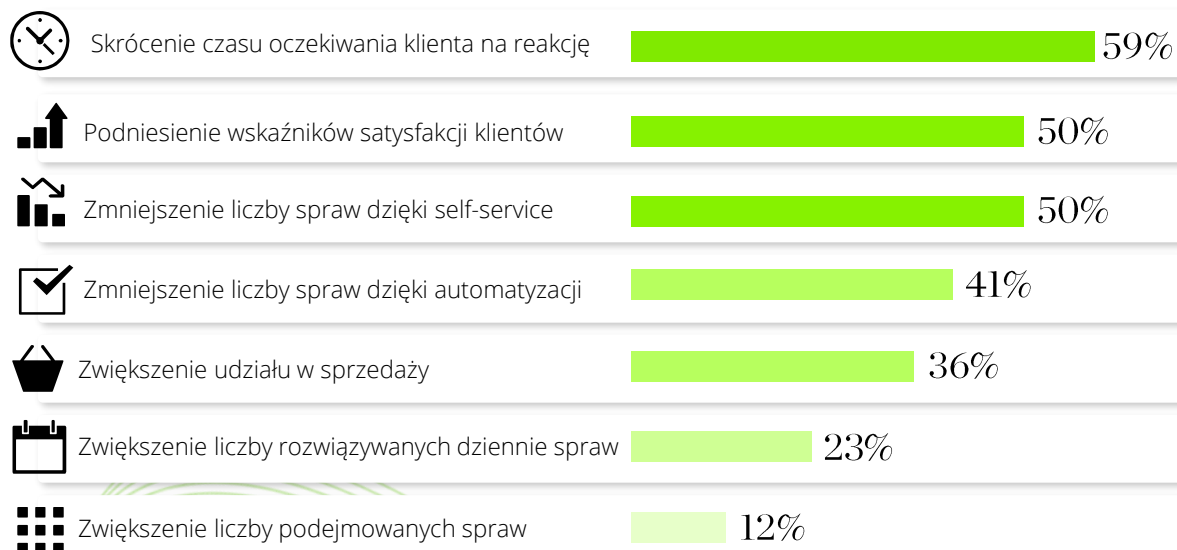 Skrócenie czasu oczekiwania klienta na reakcję 59%
Podniesienie wskaźników satysfakcji klientów 50%
Zmniejszenie liczby spraw dzięki self-service 50%
Zmniejszenie liczby spraw dzięki automatyzacji 41%
Zwiększenie udziału w sprzedaży 36%
Zwiększenie liczby rozwiązywanych dziennie spraw 23%
Zwiększenie liczby podejmowanych spraw 12%